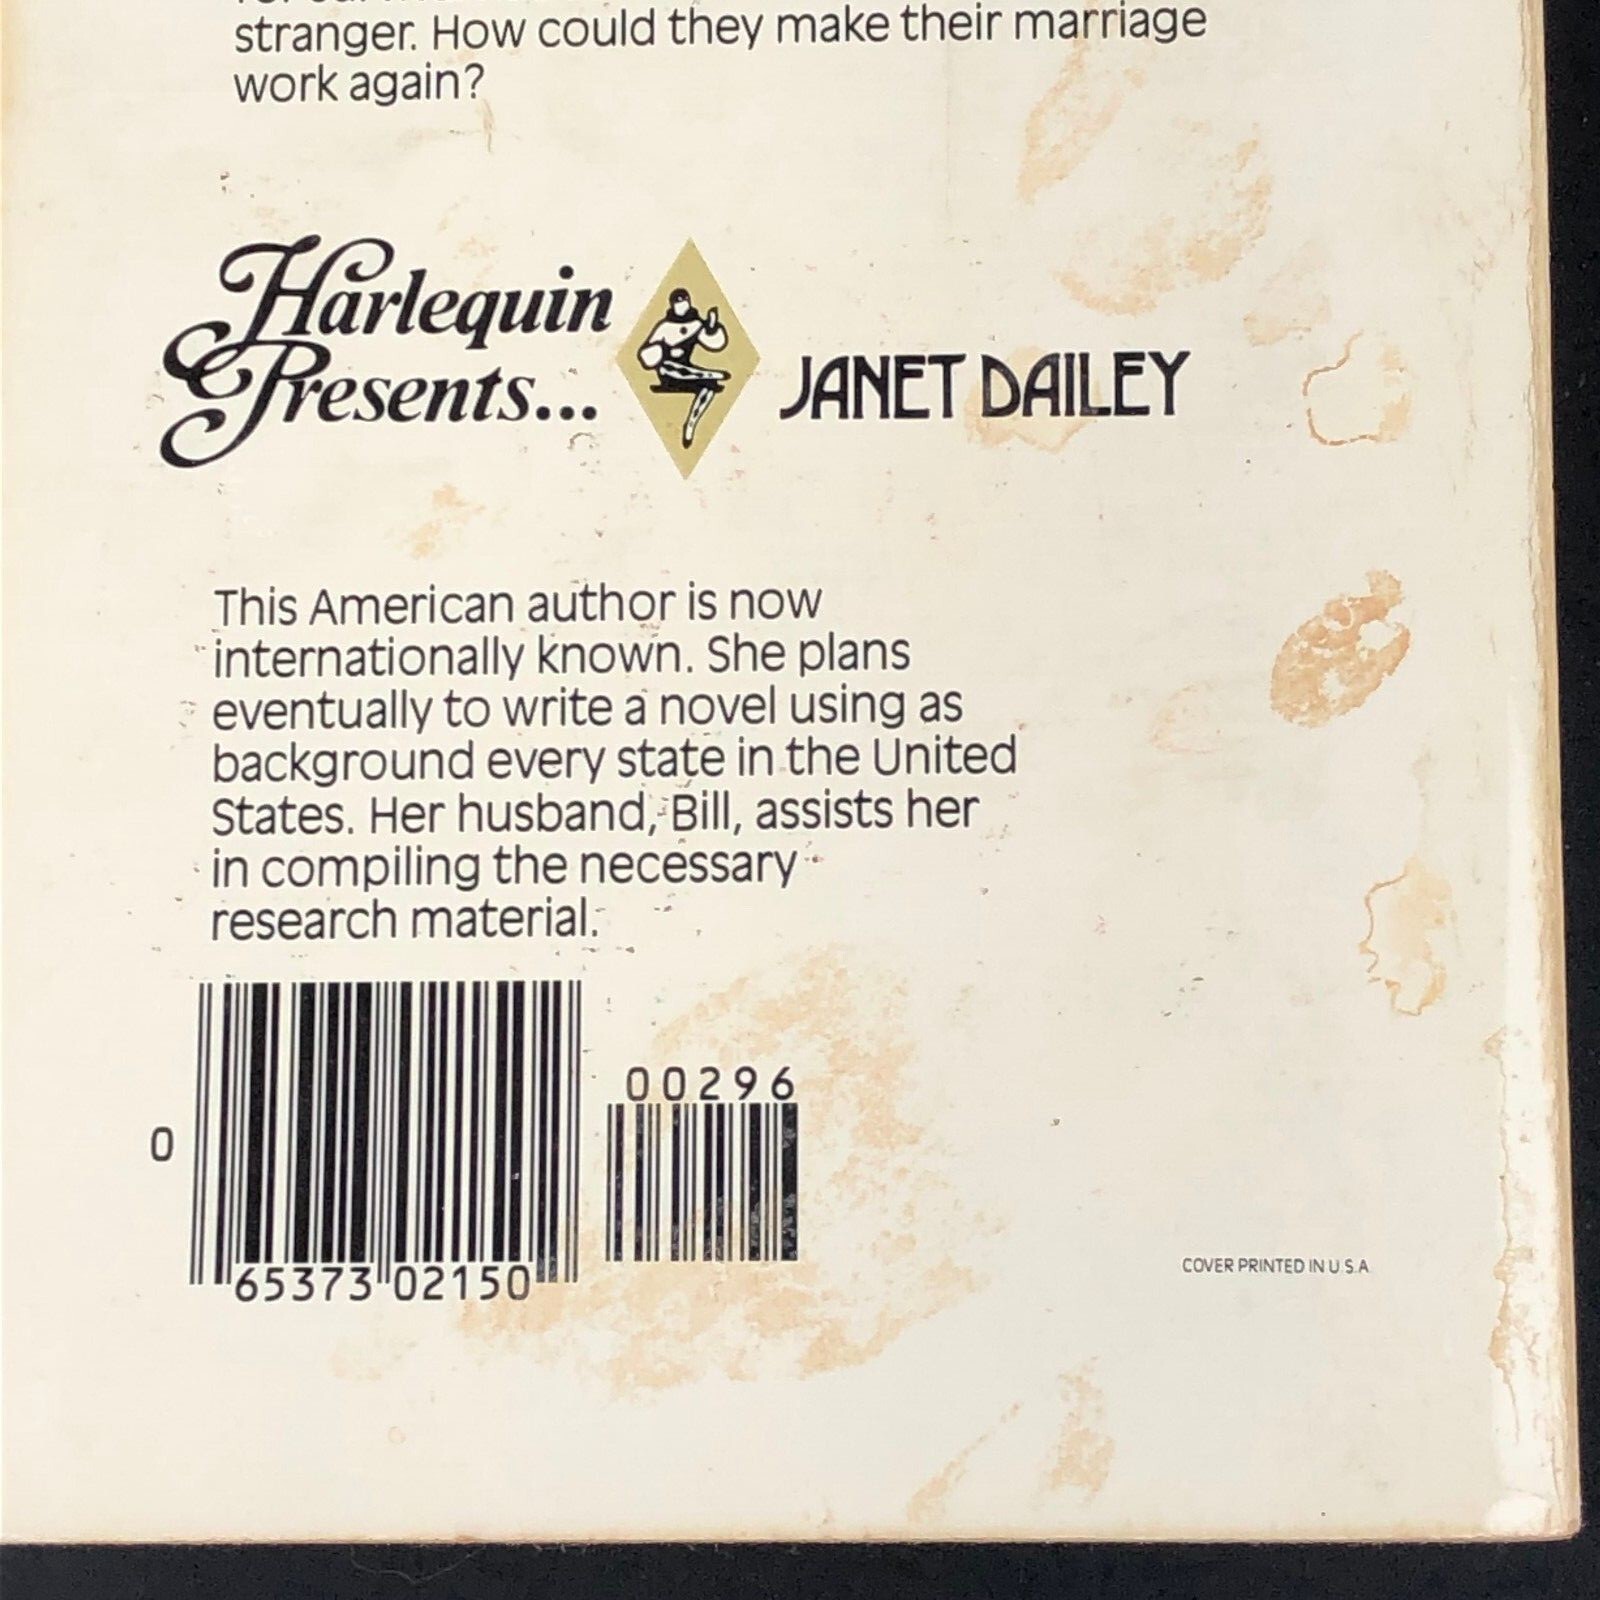 stranger. How could they make their marriage
work again?
Harlequin
Presents...
JANET DAILEY
This American author is now
internationally known. She plans
eventually to write a novel using as
background every state in the United
States. Her husband, Bill, assists her
in compiling the necessary
research material.
00296
0
65373 02150
COVER PRINTED IN U.S.A.